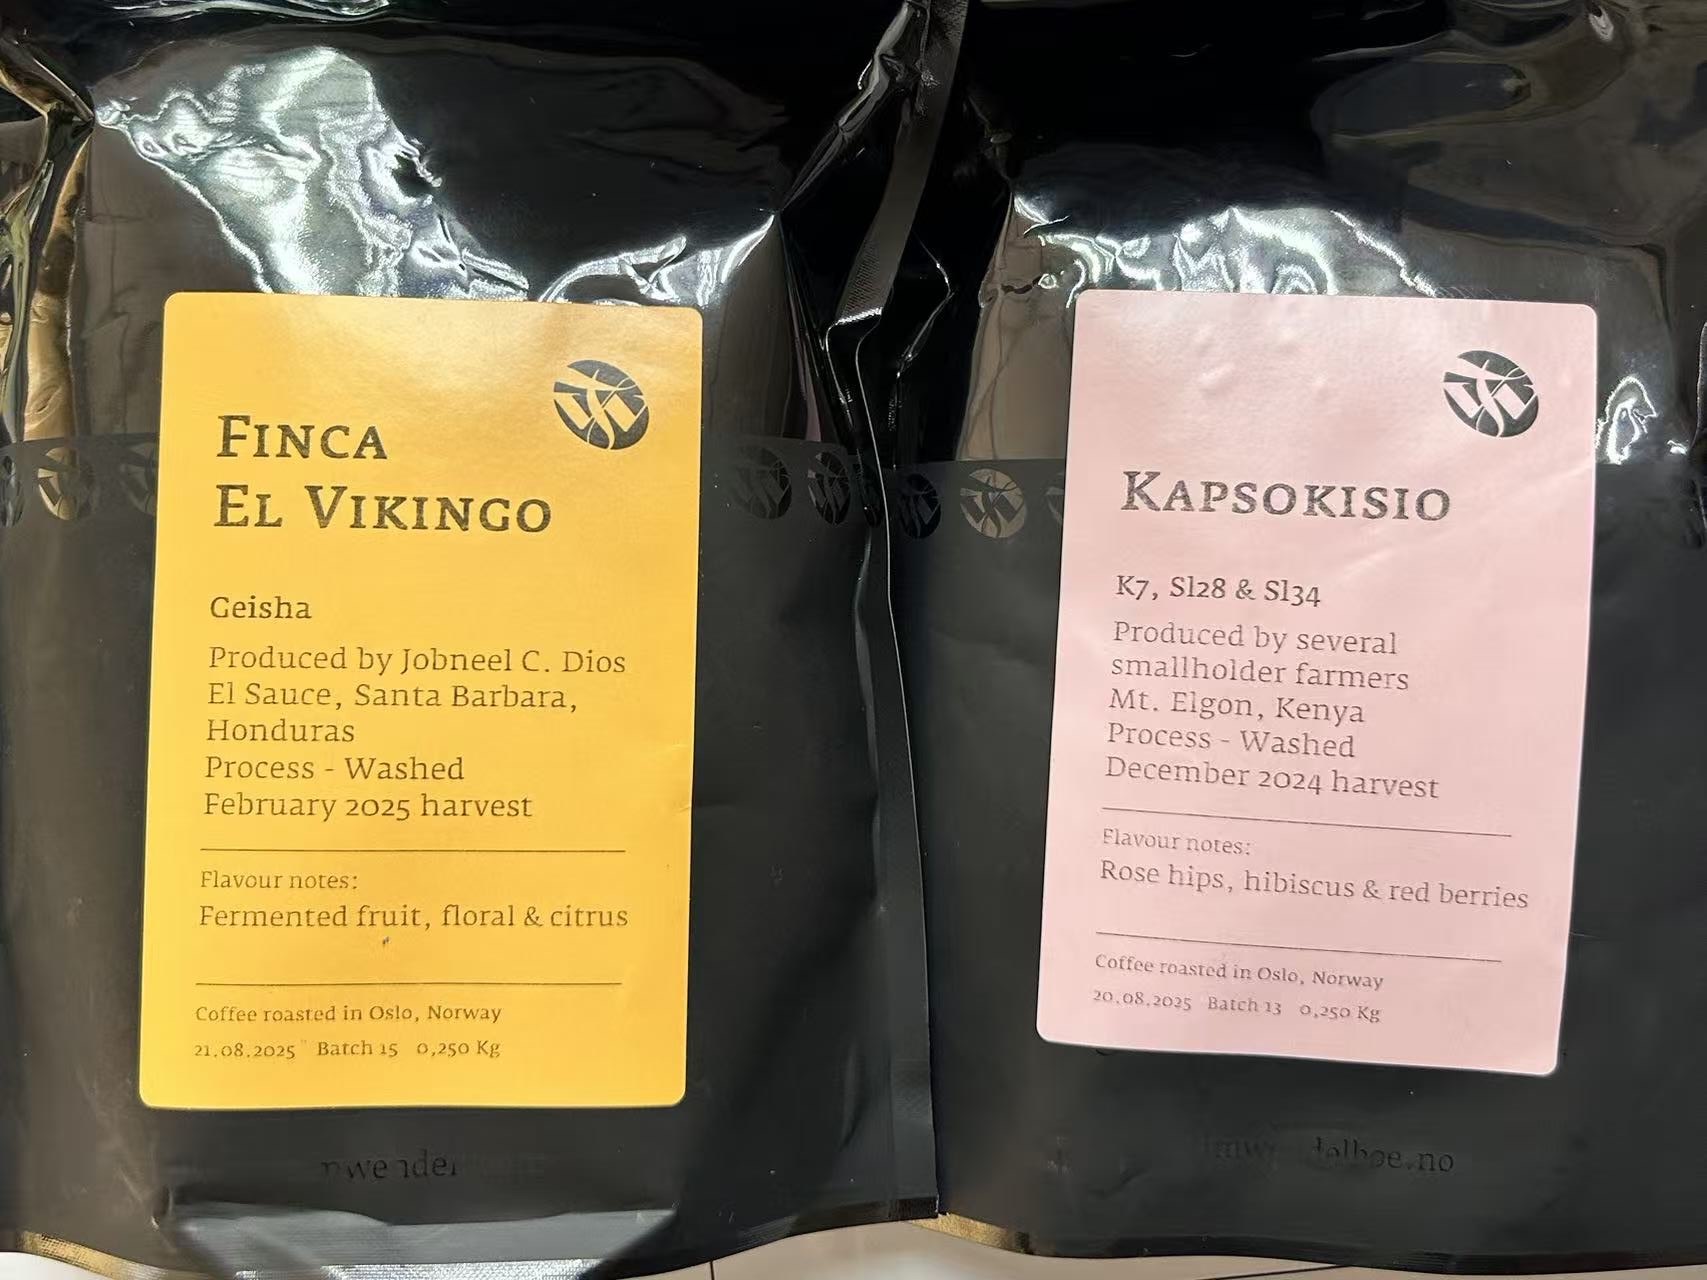 FINCA
EL VIKINGO
Geisha
Produced by Jobneel C. Dios
El Sauce, Santa Barbara,
Honduras
Process - Washed
February 2025 harvest
Flavour notes:
Fermented fruit, floral & citrus
Coffee roasted in Oslo, Norway
21.08.2025 Batch 15 0,250 Kg
KAPSOKISIO
K7, Sl28 & Sl34
Produced by several
smallholder farmers
Mt. Elgon, Kenya
Process - Washed
December 2024 harvest
Flavour notes:
Rose hips, hibiscus & red berries
Coffee roasted in Oslo, Norway
20.08.2025 Batch 13 0,250 Kg